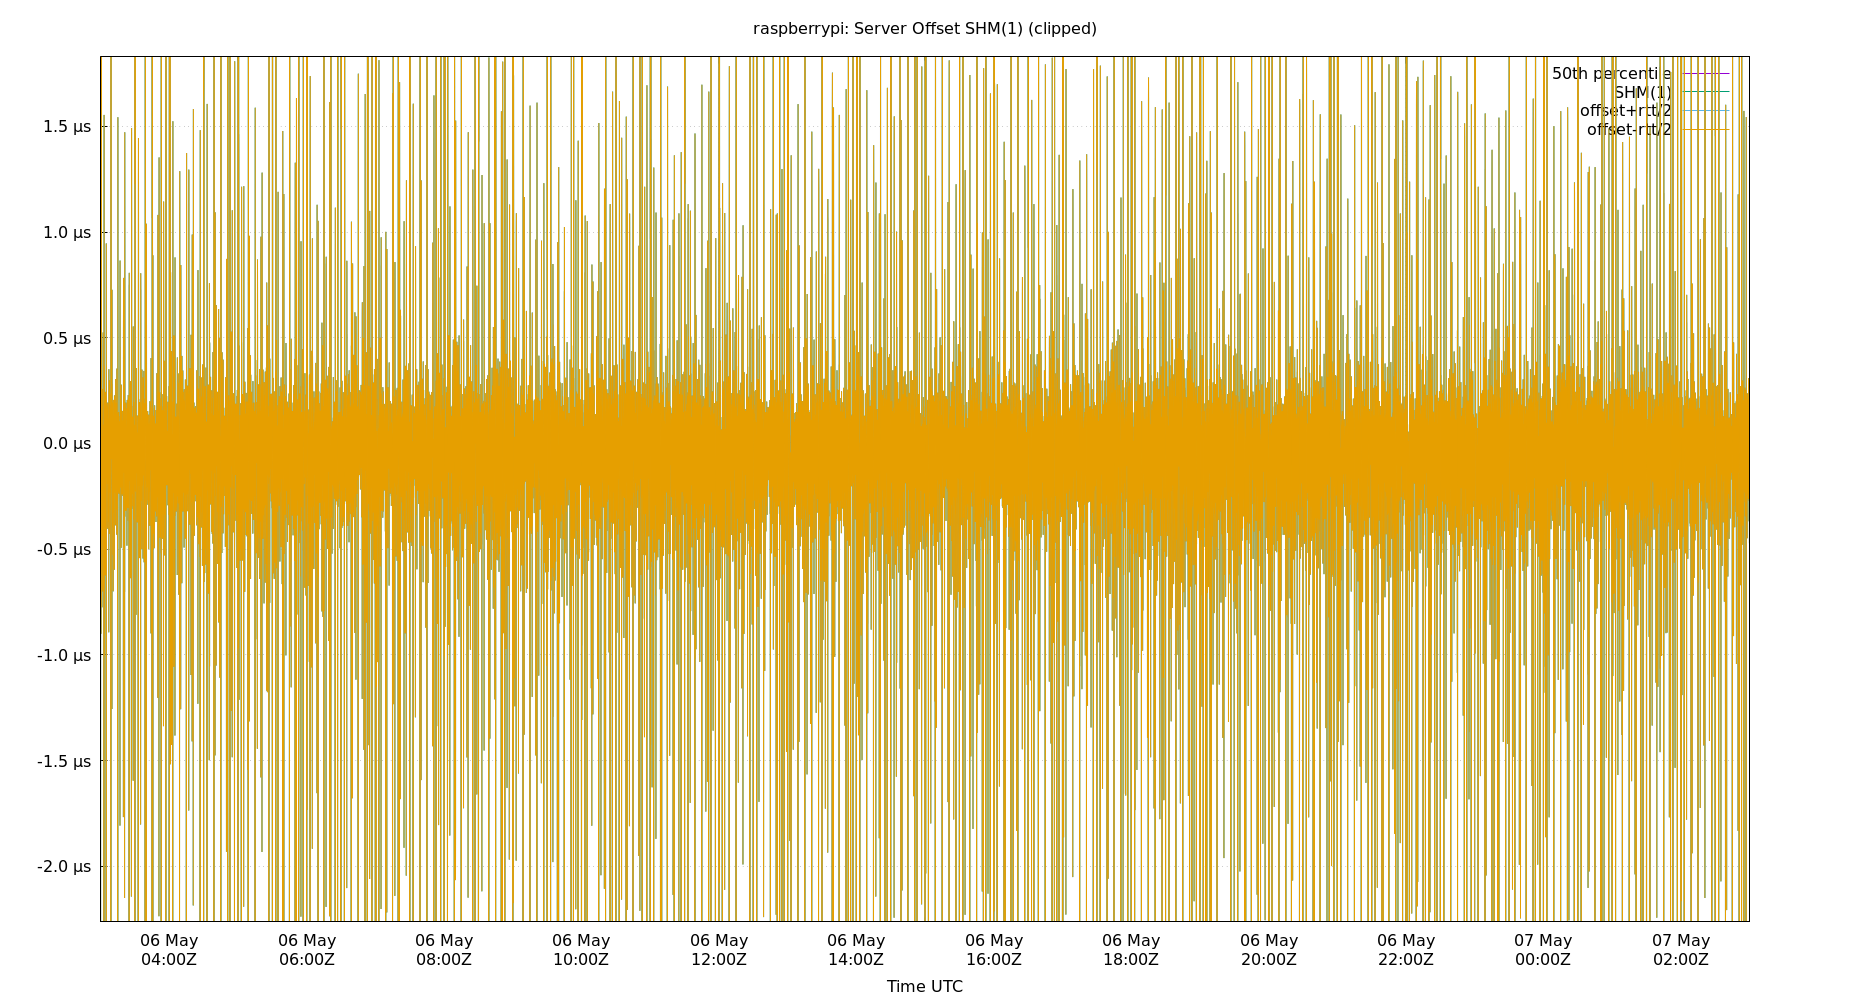 raspberrypi: Server Offset SHM(1) (clipped)
50th percentile
SHM(1)
offset+rtt/2
offset-rtt/2
1.5 µs
1.0 µs
0.5 µs
0.0 µs
-0.5 µs
-1.0 µs
-1.5 µs
-2.0 µs
06 May 06 May 06 May 06 May 06 May 06 May 06 May 06 May 06 May 06 May 07 May 07 May
04:00Z 06:00Z 08:00Z 10:00Z 12:00Z 14:00Z 16:00Z 18:00Z 20:00Z 22:00Z 00:00Z 02:00Z
Time UTC